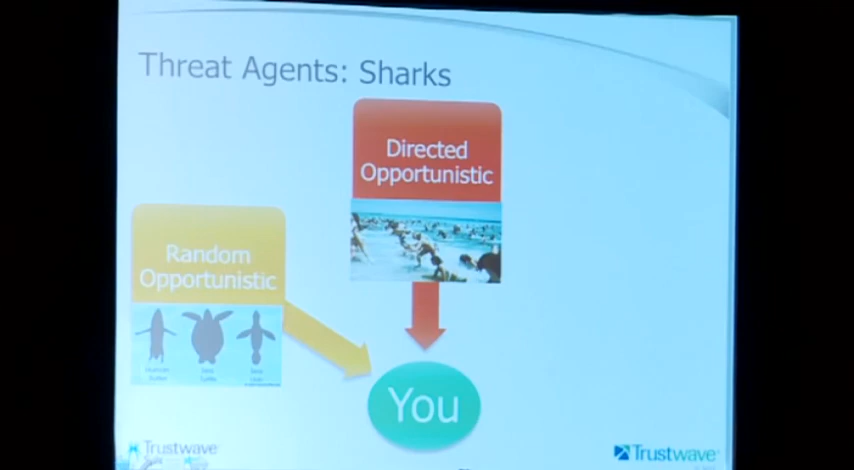 Threat Agents: Sharks
Directed
Opportunistic
Random
Opportunistic
You
Trustwave
Trustwave